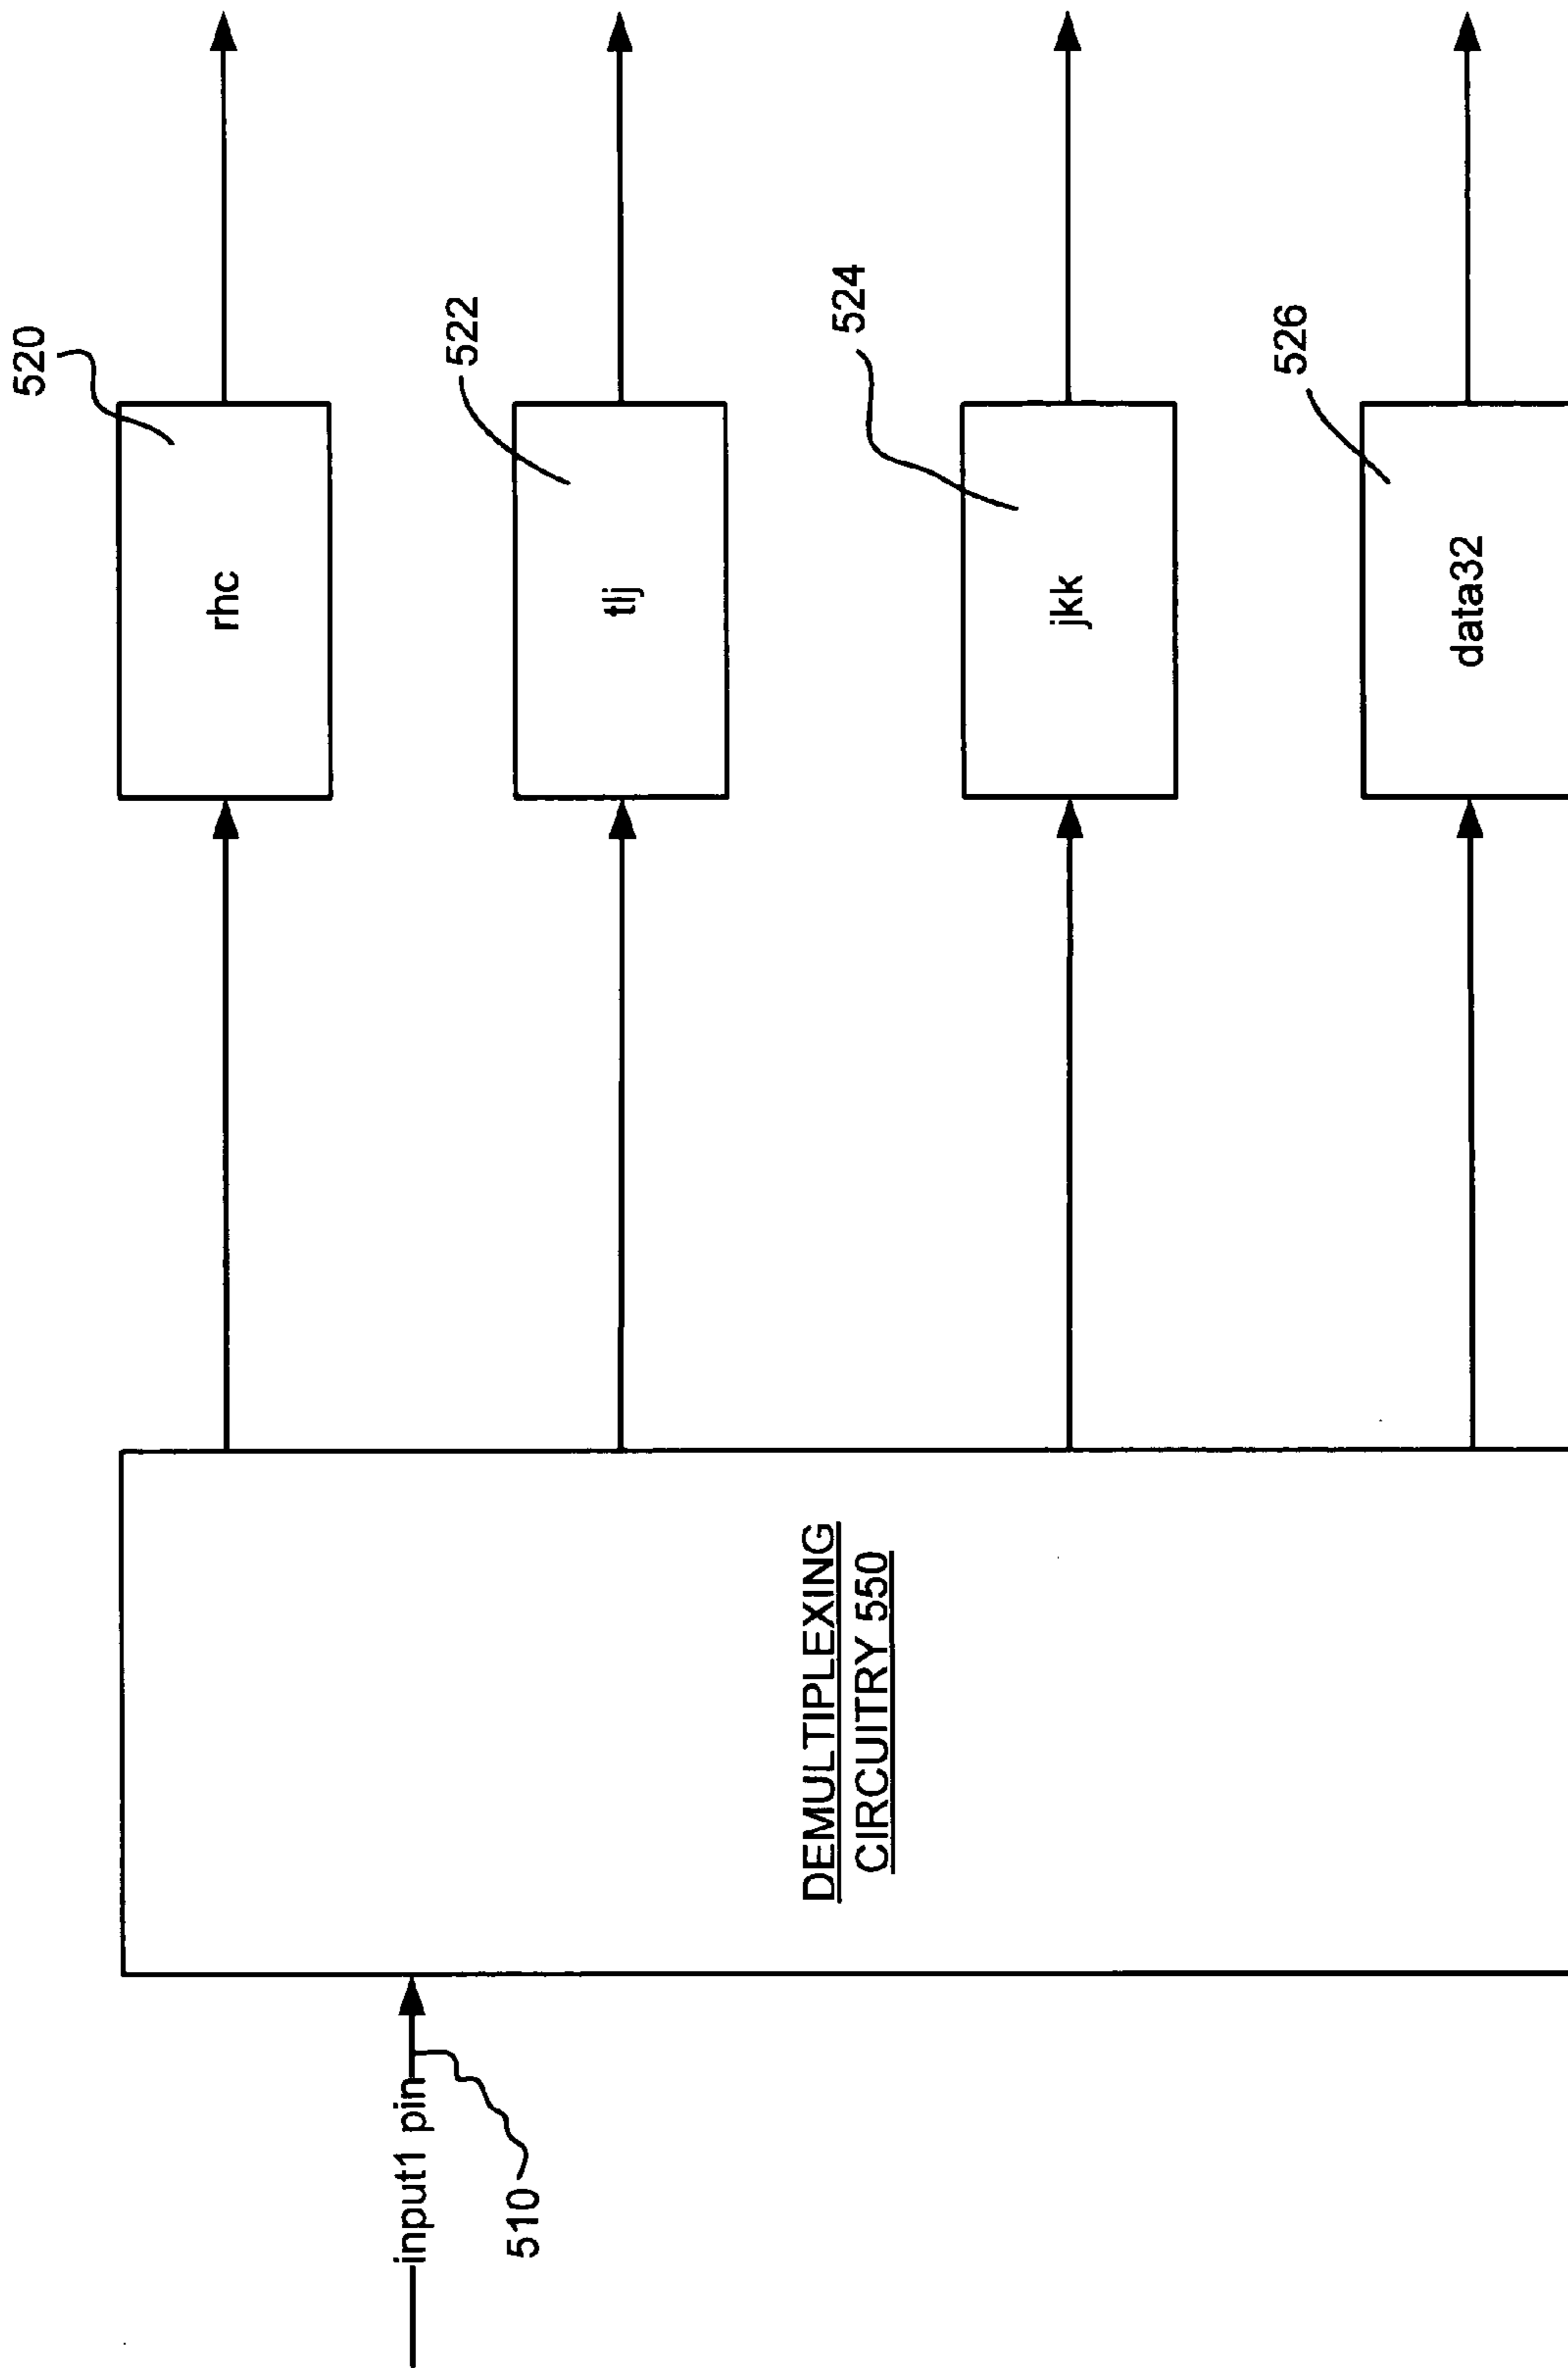 520
rhc
522
tlj
524
jkk
526
data32
DEMULTIPLEXING
CIRCUITRY 550
input1 pin
510